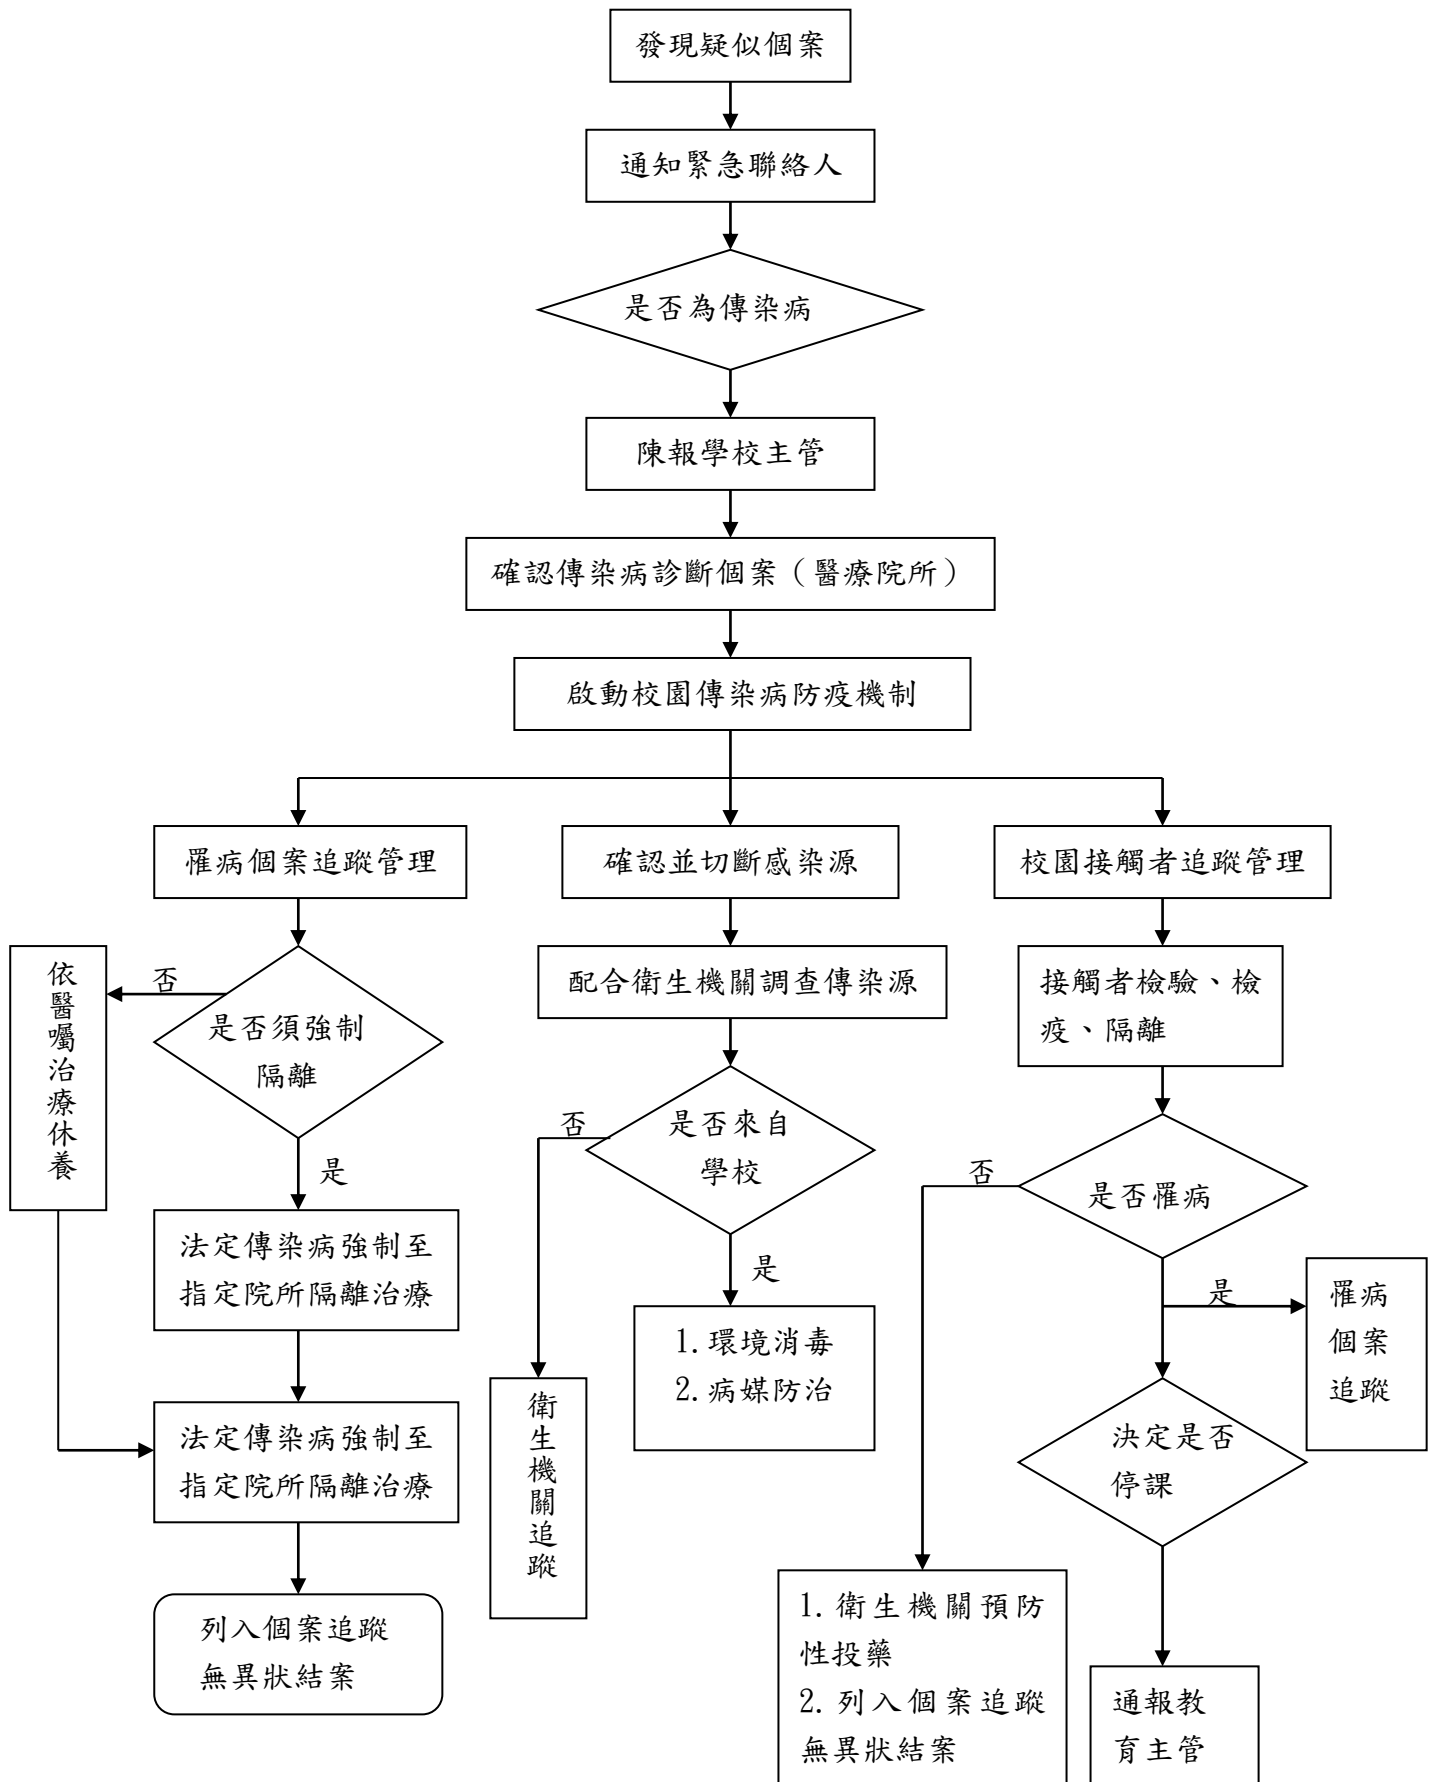 發現疑似個案
通知緊急聯絡人
是否為傳染病
陳報學校主管
確認傳染病診斷個案（醫療院所）
啟動校園傳染病防疫機制
罹病個案追蹤管理
確認並切斷感染源
校園接觸者追蹤管理
依醫囑治療休養
否
是否須強制
隔離
是
法定傳染病強制至
指定院所隔離治療
法定傳染病強制至
指定院所隔離治療
列入個案追蹤
無異狀結案
配合衛生機關調查傳染源
是否來自
學校
否
是
衛生機關追蹤
1.環境消毒
2.病媒防治
接觸者檢驗、檢
疫、隔離
是否罹病
否
是
罹病
個案
追蹤
決定是否
停課
1. 衛生機關預防
性投藥
2. 列入個案追蹤
無異狀結案
通報教
育主管